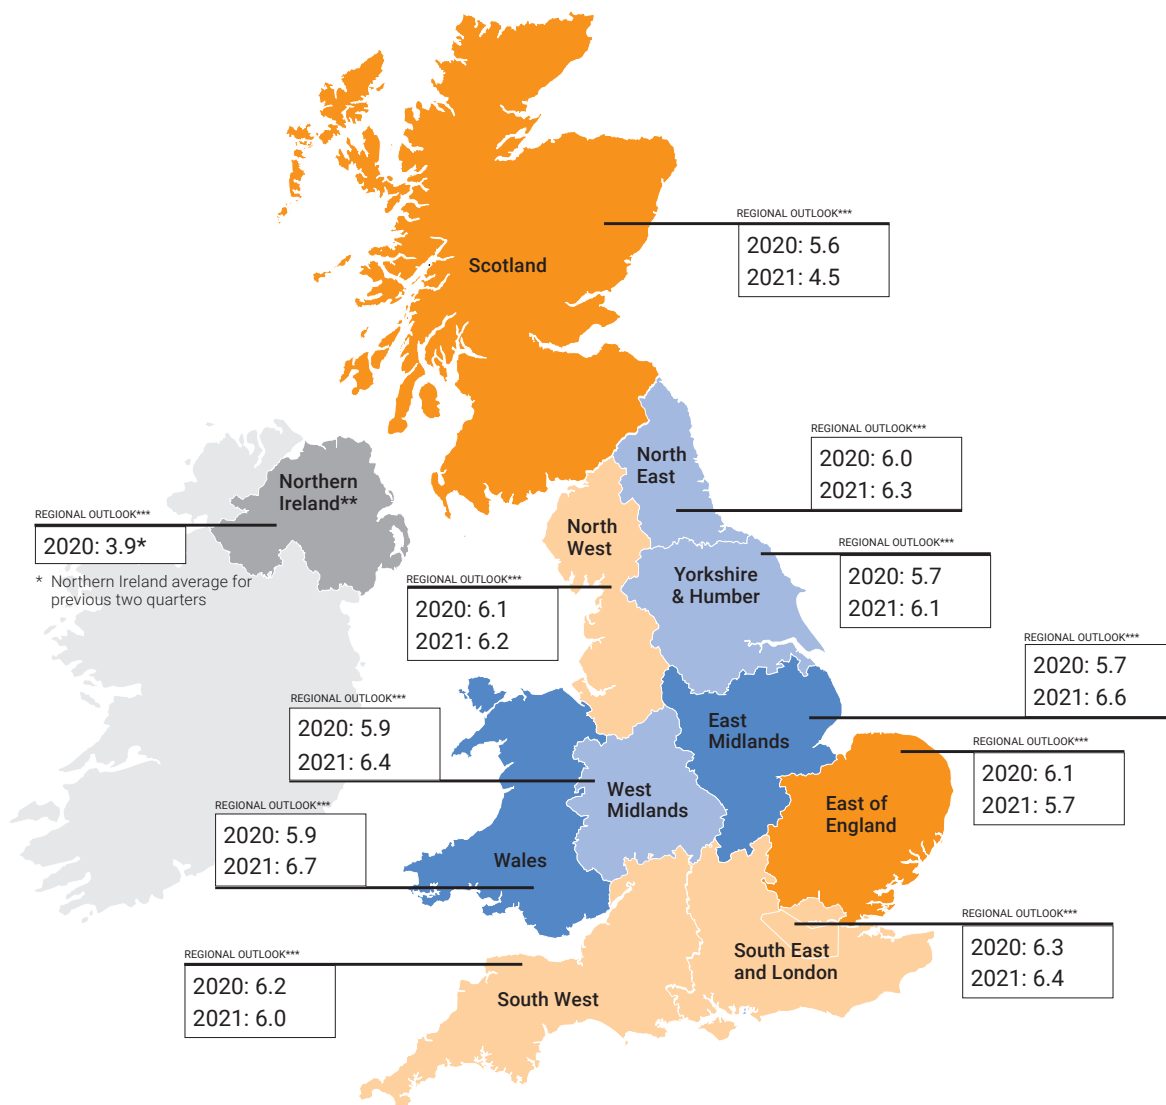 REGIONAL OUTLOOK***
2020: 5.6
2021: 4.5
Scotland
REGIONAL OUTLOOK***
2020: 6.0
2021: 6.3
North
East
Northern
Ireland**
REGIONAL OUTLOOK***
2020: 3.9*
* Northern Ireland average for
previous two quarters
North
West
REGIONAL OUTLOOK***
2020: 5.7
2021: 6.1
Yorkshire
& Humber
REGIONAL OUTLOOK***
2020: 6.1
2021: 6.2
REGIONAL OUTLOOK***
2020: 5.7
2021: 6.6
East
Midlands
REGIONAL OUTLOOK***
2020: 5.9
2021: 6.4
West
Midlands
REGIONAL OUTLOOK***
2020: 6.1
2021: 5.7
East of
England
REGIONAL OUTLOOK***
2020: 5.9
2021: 6.7
Wales
REGIONAL OUTLOOK***
2020: 6.3
2021: 6.4
South East
and London
REGIONAL OUTLOOK***
2020: 6.2
2021: 6.0
South West